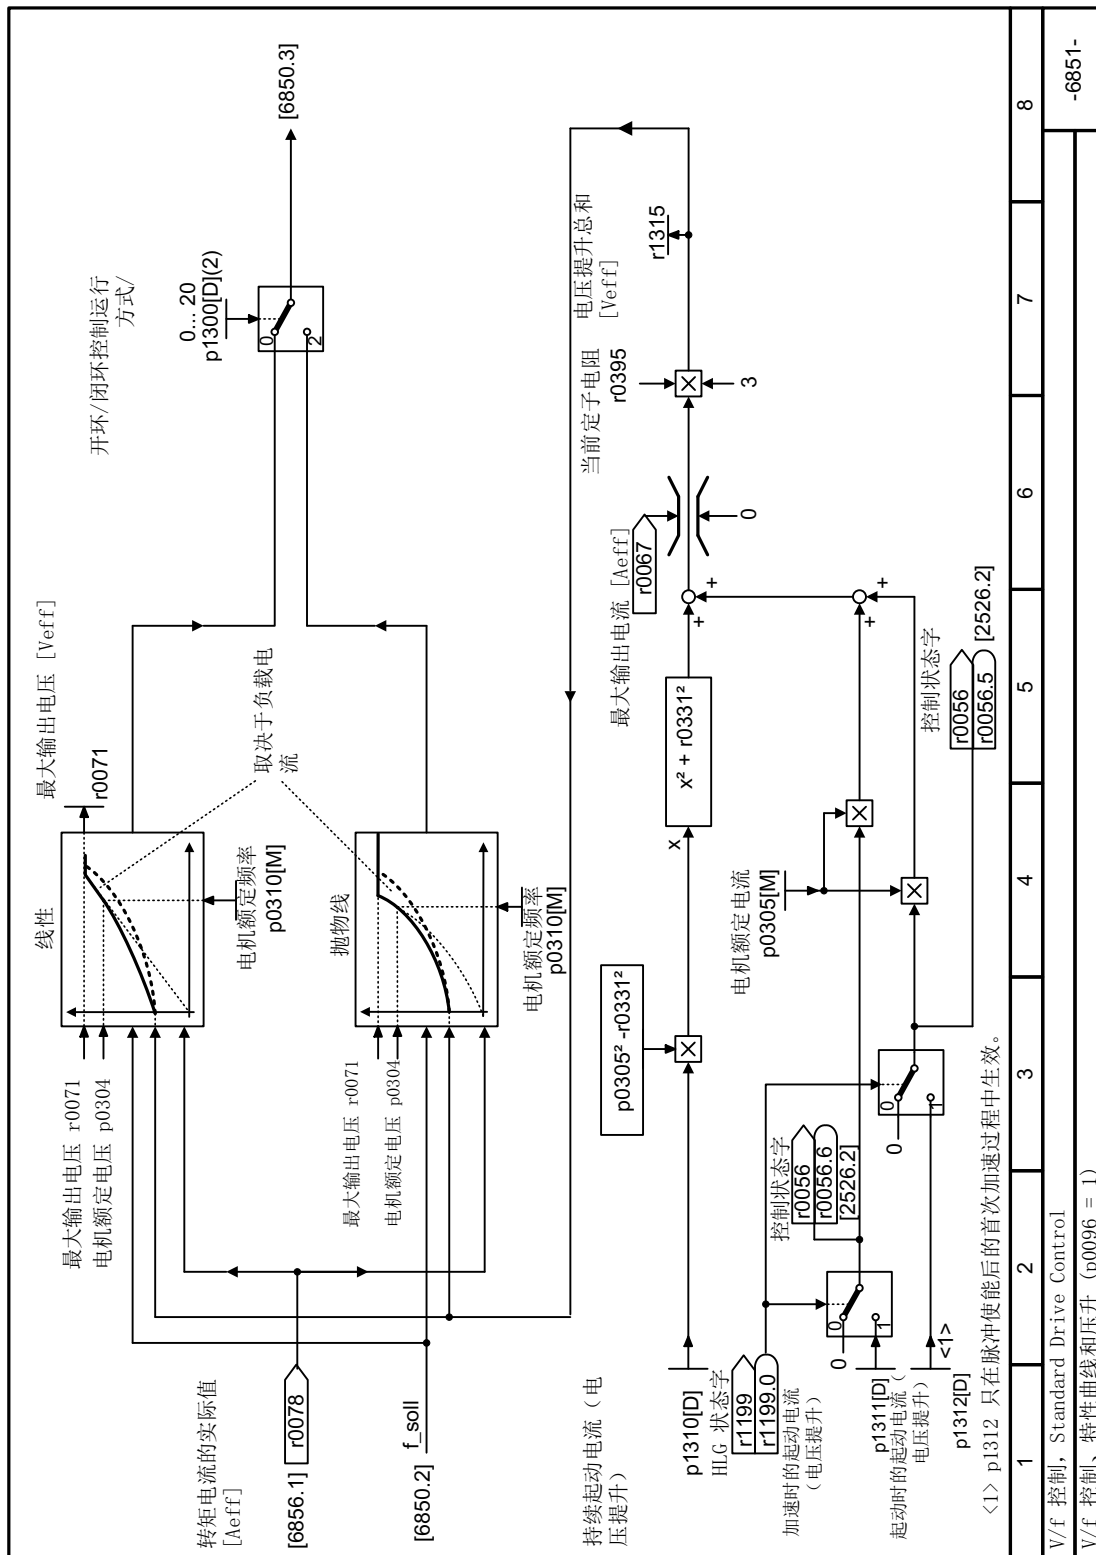 转矩电流的实际值
[Aeff]
[6856.1]
r0078
[6850.2]
f_soll
最大输出电压 r0071
电机额定电压 p0304
线性
最大输出电压 [Veff]
r0071
电机额定频率
p0310[M]
取决于负载电
流
最大输出电压 r0071
电机额定电压 p0304
抛物线
电机额定频率
p0310[M]
开环/闭环控制运行
方式/
0... 20
p1300[D](2)
0
2
[6850.3]
持续起动电流（电
压提升）
p1310[D]
p0305² -r0331²
x
x² + r0331²
最大输出电流 [Aeff]
r0067
0
当前定子电阻
r0395
3
电压提升总和
[Veff]
r1315
HLG 状态字
r1199
r1199.0
加速时的起动电流
（电压提升）
p1311[D]
0
0
1
控制状态字
r0056
r0056.6
[2526.2]
电机额定电流
p0305[M]
+
+
+
+
起动时的起动电流（
电压提升）
p1312[D]
<1>
0
0
1
控制状态字
r0056
r0056.5
[2526.2]
<1> p1312 只在脉冲使能后的首次加速过程中生效。
1
2
3
4
5
6
7
8
V/f 控制, Standard Drive Control
V/f 控制、特性曲线和压升 (p0096 = 1)
-6851-